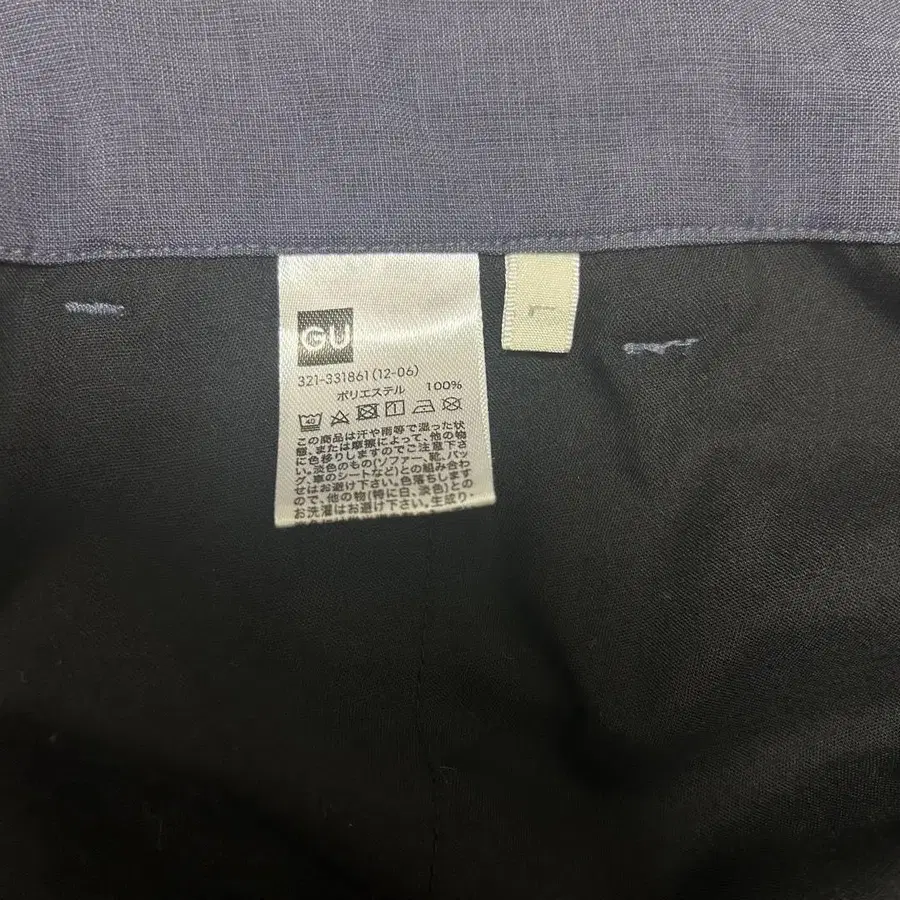 GU
321-331861(12-06)
ポリエステル 100%
40
この商品は汗や雨等で湿った状
態、または摩擦によって、他の物
に色移りしますのでご注意下さ
い。淡色のもの(ソファー、靴、バッ
グ、車のシートなど)との組み合わ
せはお避け下さい。色落ちします
ので、他の物(特に白、淡色)との
お洗濯はお避け下さい。生成り、
L